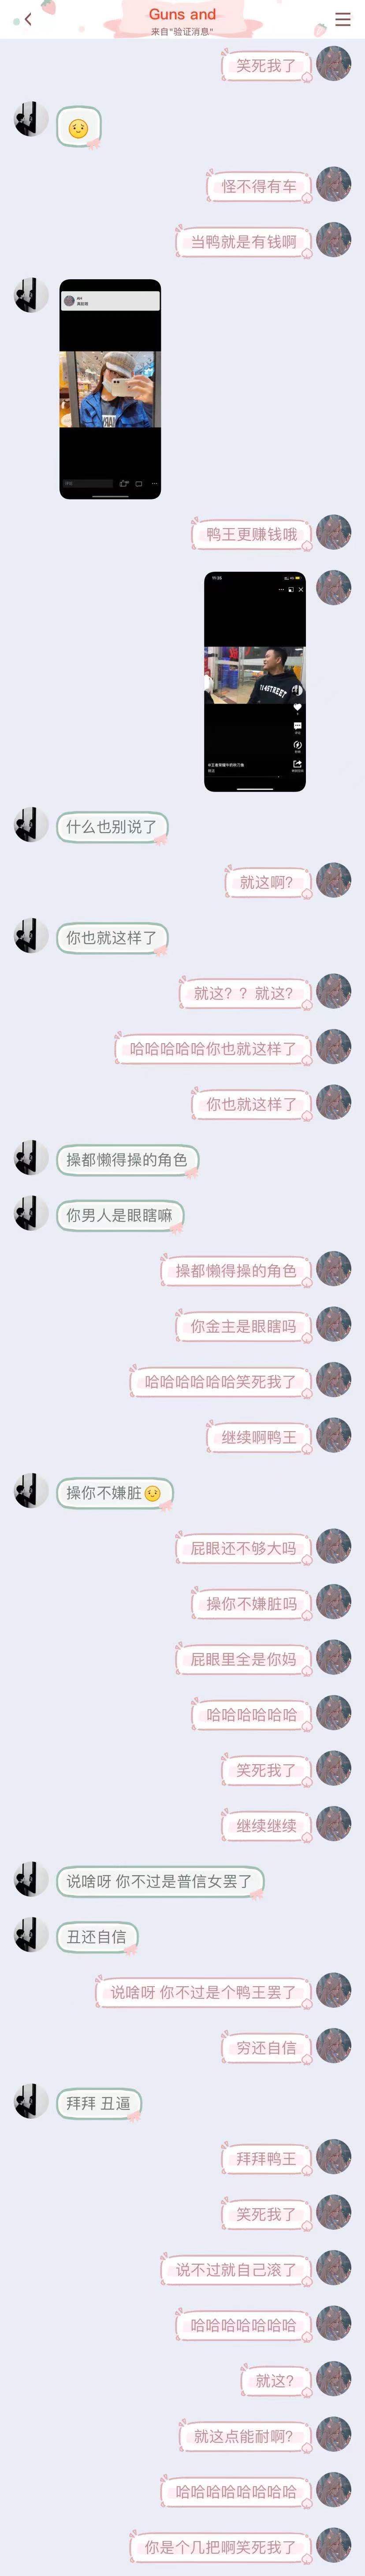 Guns and
来自"验证消息"
笑死我了
怪不得有车
当鸭就是有钱啊
鸭王更赚钱哦
11:35
TI4STREET
什么也别说了
就这啊？
你也就这样了
就这？？就这？
哈哈哈哈哈你也就这样了
你也就这样了
操都懒得操的角色
你男人是眼瞎嘛
操都懒得操的角色
你金主是眼瞎吗
哈哈哈哈哈哈笑死我了
继续啊鸭王
操你不嫌脏
屁眼还不够大吗
操你不嫌脏吗
屁眼里全是你妈
哈哈哈哈哈哈
笑死我了
继续继续
说啥呀 你不过是普信女罢了
丑还自信
说啥呀 你不过是个鸭王罢了
穷还自信
拜拜 丑逼
拜拜鸭王
笑死我了
说不过就自己滚了
哈哈哈哈哈哈哈
就这？
就这点能耐啊？
哈哈哈哈哈哈哈哈
你是个几把啊笑死我了